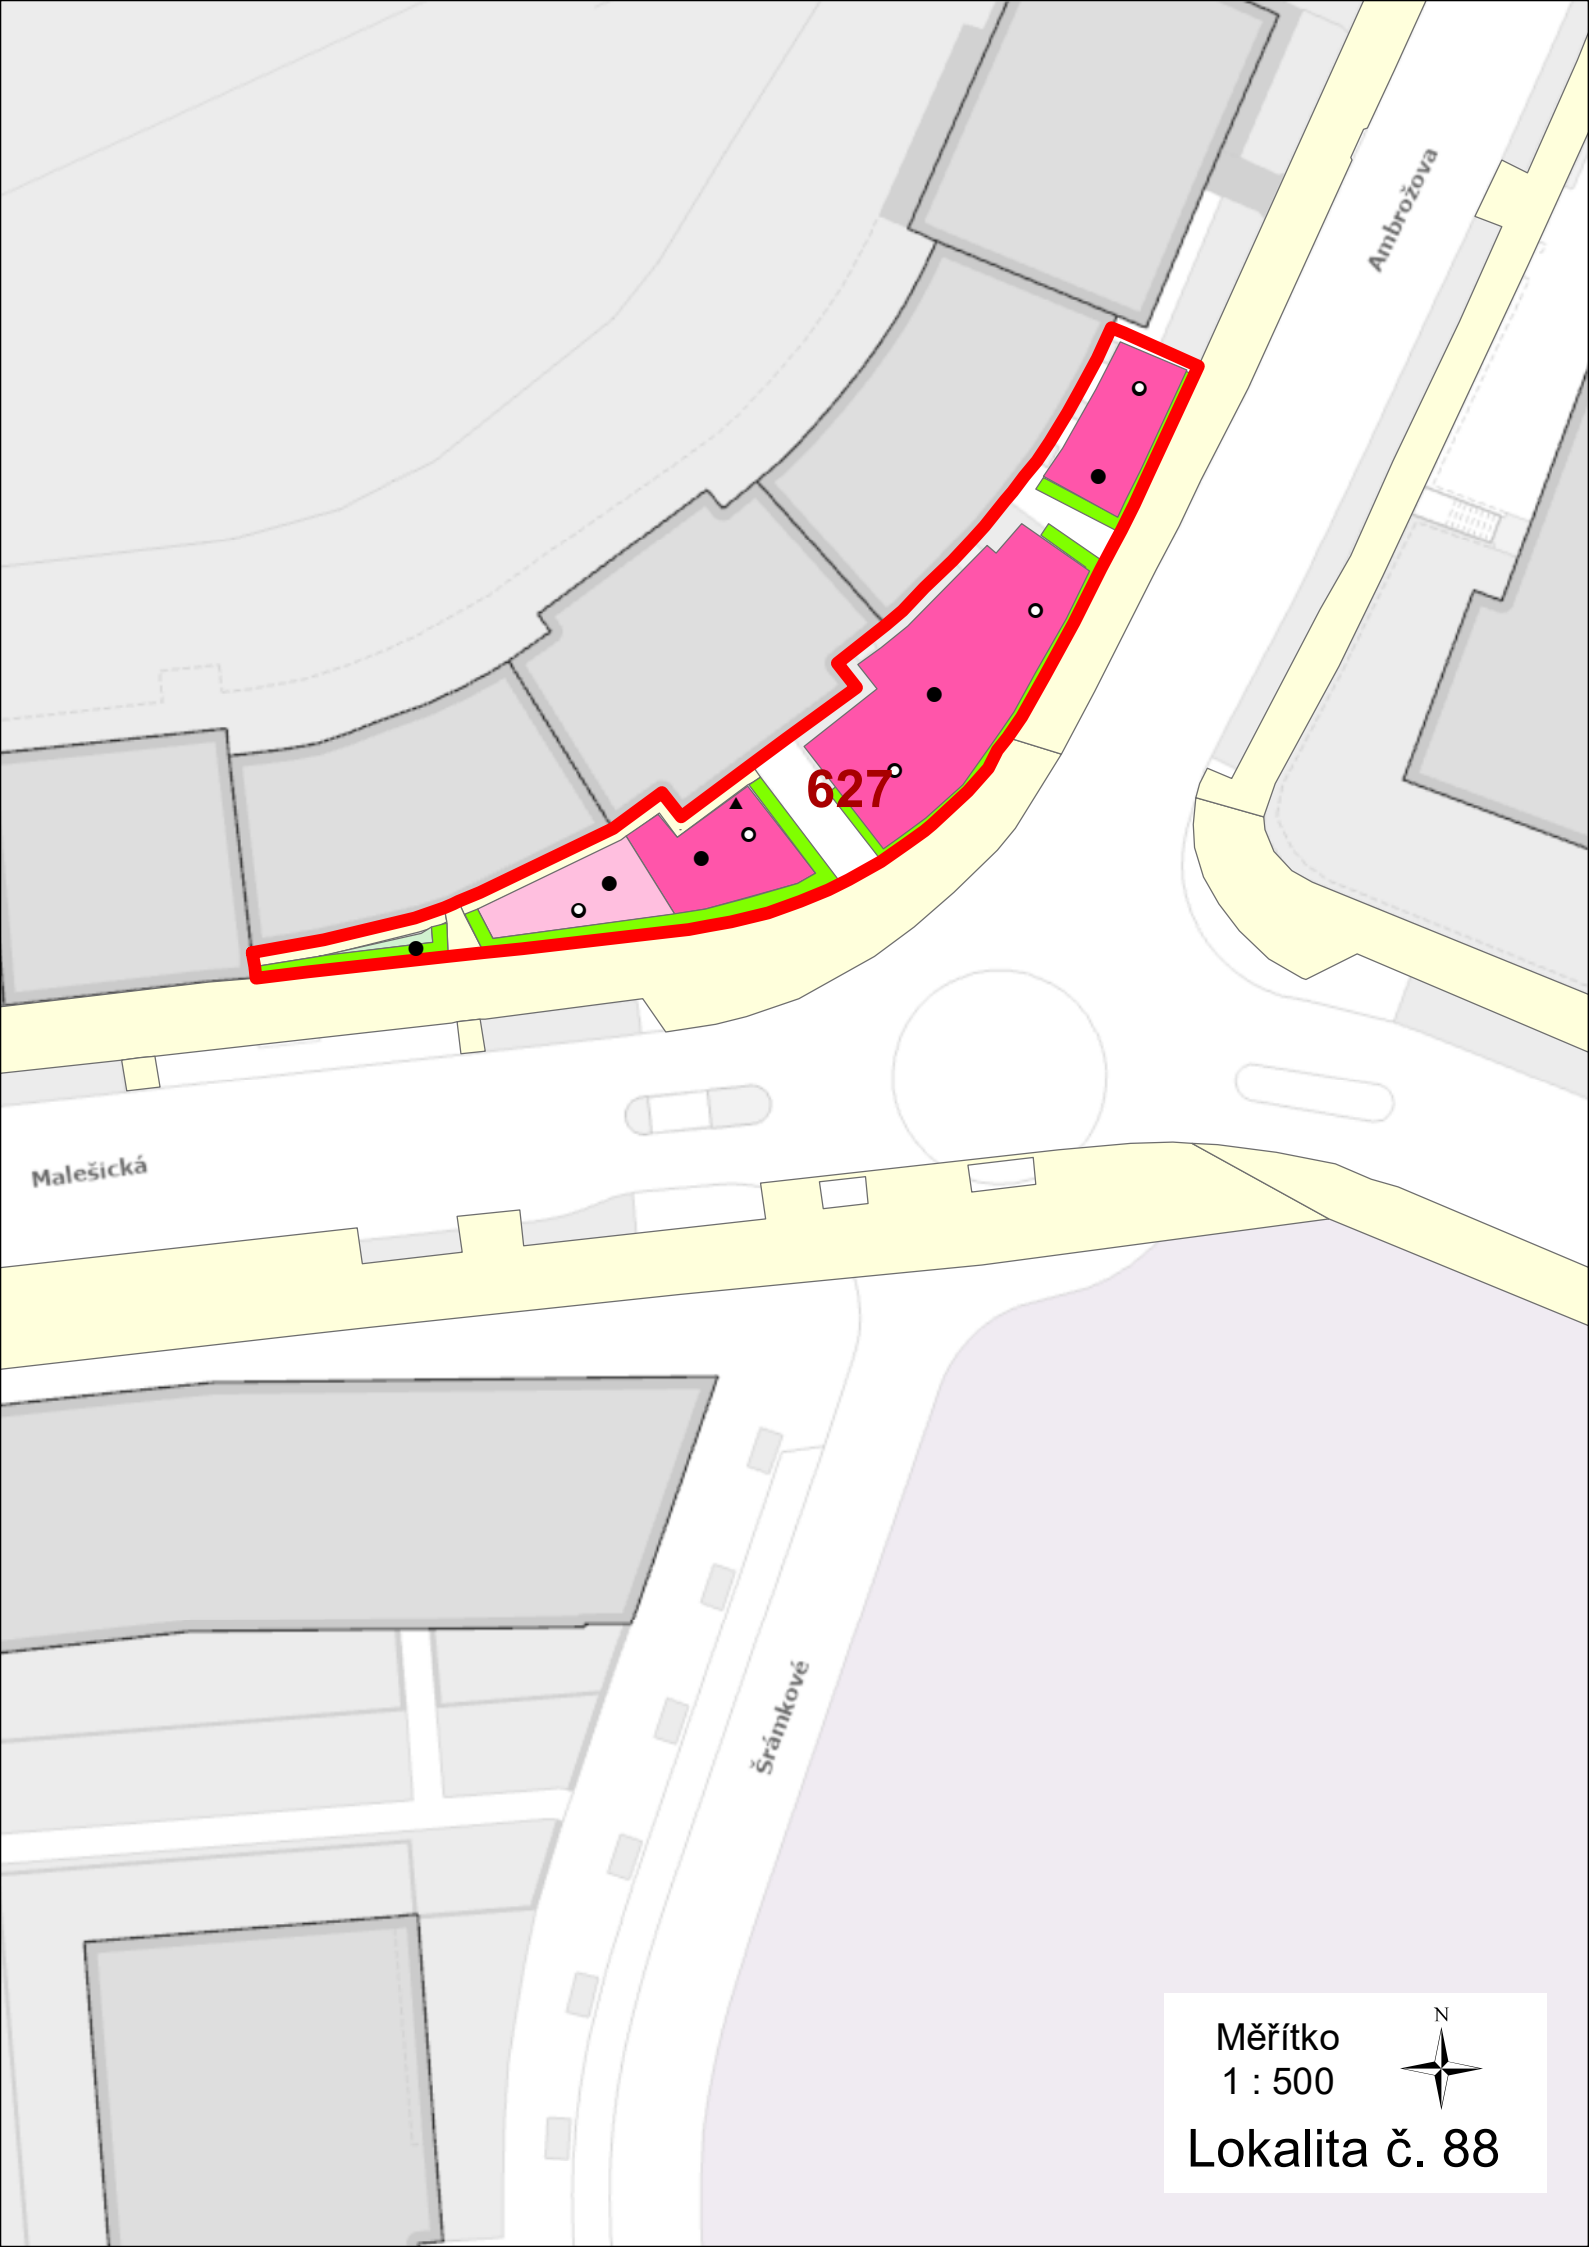 Ambrožova
627
Malešická
Šrámkové
N
Měřítko
1 : 500
Lokalita č. 88